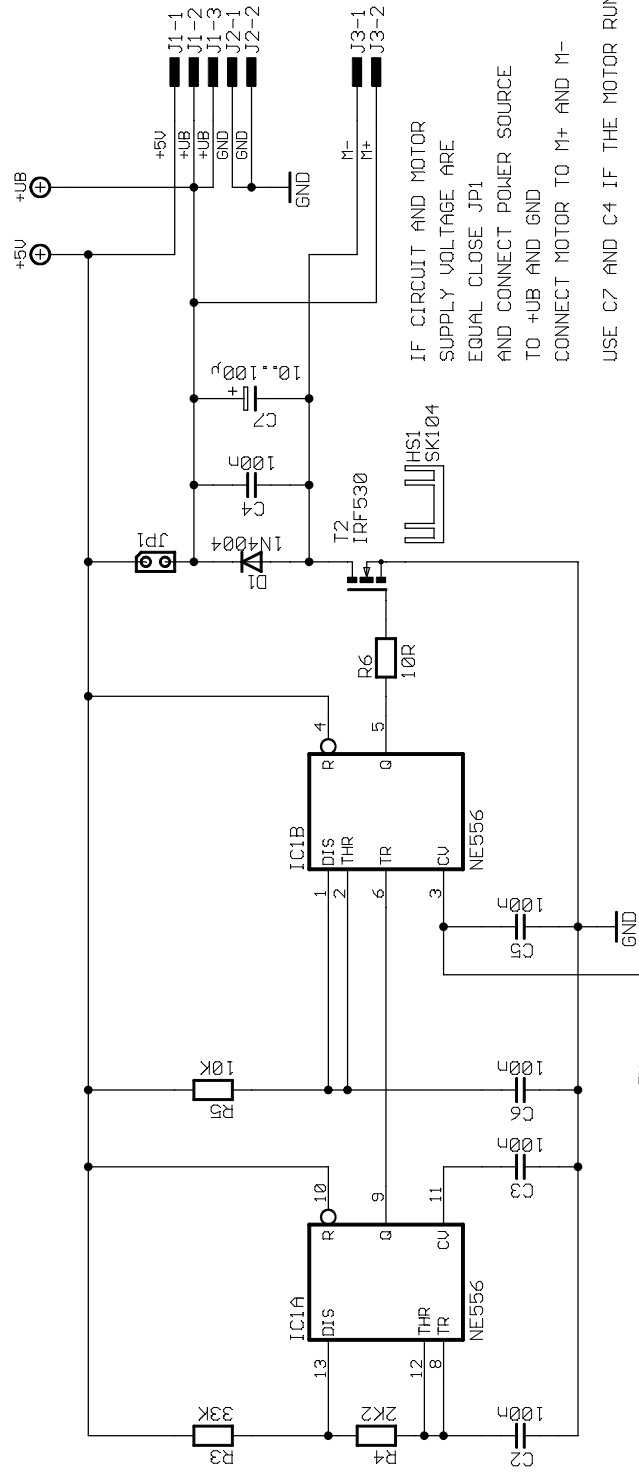 +5V
+UB
+5V
+UB
+UB
GND
GND
M-
M+
J1-1
J1-2
J1-3
J2-1
J2-2
J3-1
J3-2
GND
JP1
D1
1N4004
C4
100n
C7
+
10..100µ
T2
IRF530
HS1
SK104
R6
10R
IC1B
NE556
DIS
THR
TR
CV
R
Q
1
2
6
3
4
5
R5
10K
C5
100n
GND
C6
100n
C3
100n
IC1A
NE556
DIS
THR
TR
R
Q
CV
13
12
8
10
9
11
R3
33K
R4
2K2
C2
100n
IF CIRCUIT AND MOTOR
SUPPLY VOLTAGE ARE
EQUAL CLOSE JP1
AND CONNECT POWER SOURCE
TO +UB AND GND
CONNECT MOTOR TO M+ AND M-
USE C7 AND C4 IF THE MOTOR RUN